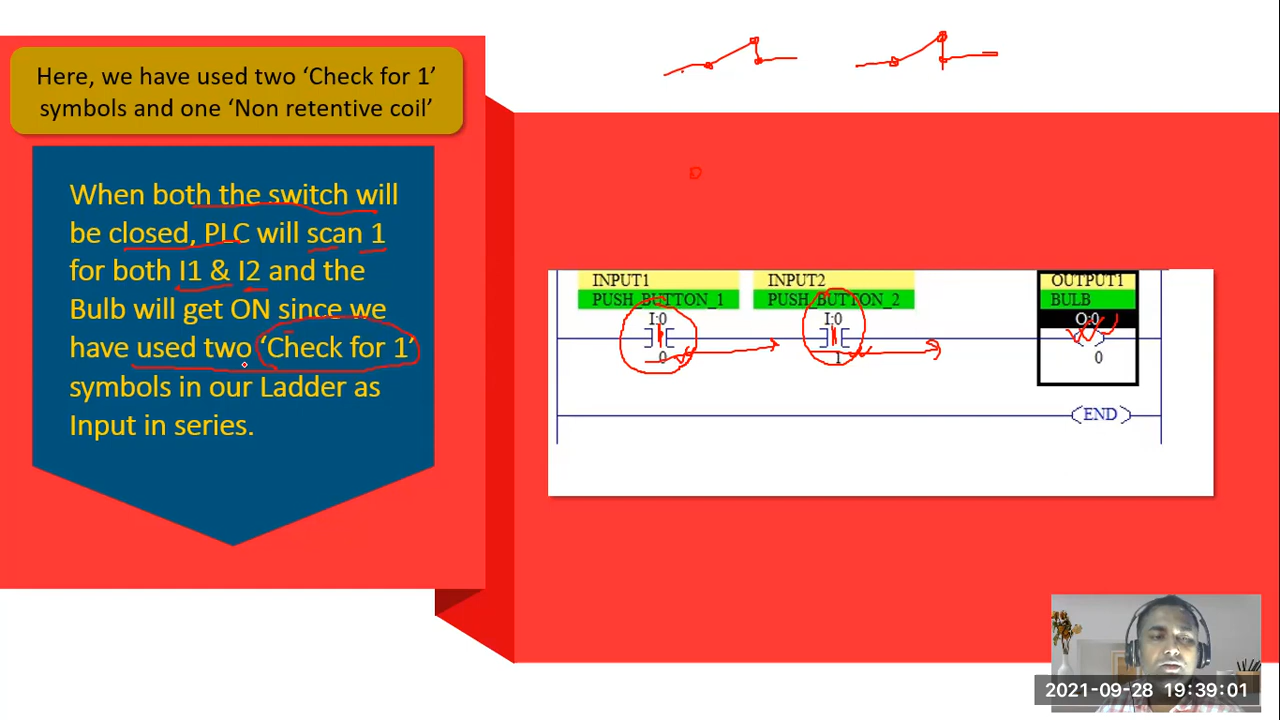 Here, we have used two ‘Check for 1’
symbols and one ‘Non retentive coil’
When both the switch will
be closed, PLC will scan 1
for both I1 & I2 and the
Bulb will get ON since we
have used two ‘Check for 1’
symbols in our Ladder as
Input in series.
INPUT1 INPUT2 OUTPUT1
PUSH_BUTTON_1 PUSH_BUTTON_2 BULB
I:0 I:0 O:0
0 1 0
END
2021-09-28 19:39:01